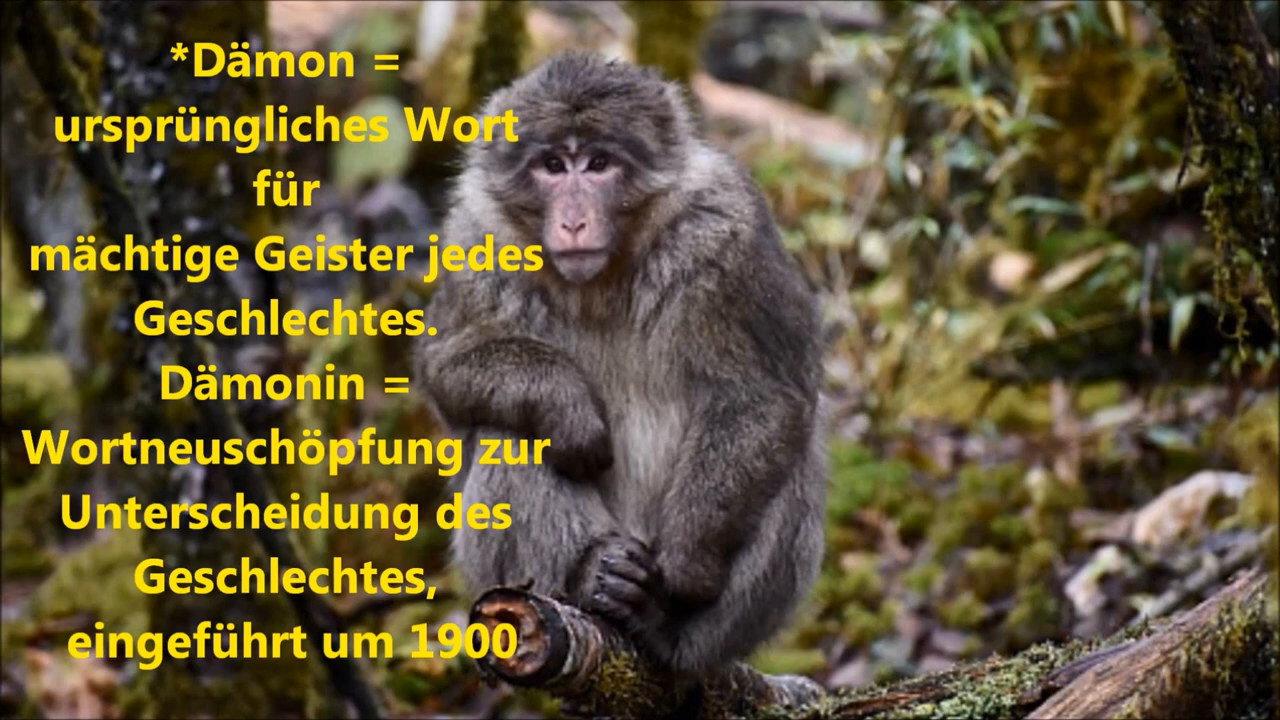 *Dämon =
ursprüngliches Wort
für
mächtige Geister jedes
Geschlechtes.
Dämonin =
Wortneuschöpfung zur
Unterscheidung des
Geschlechtes,
eingeführt um 1900